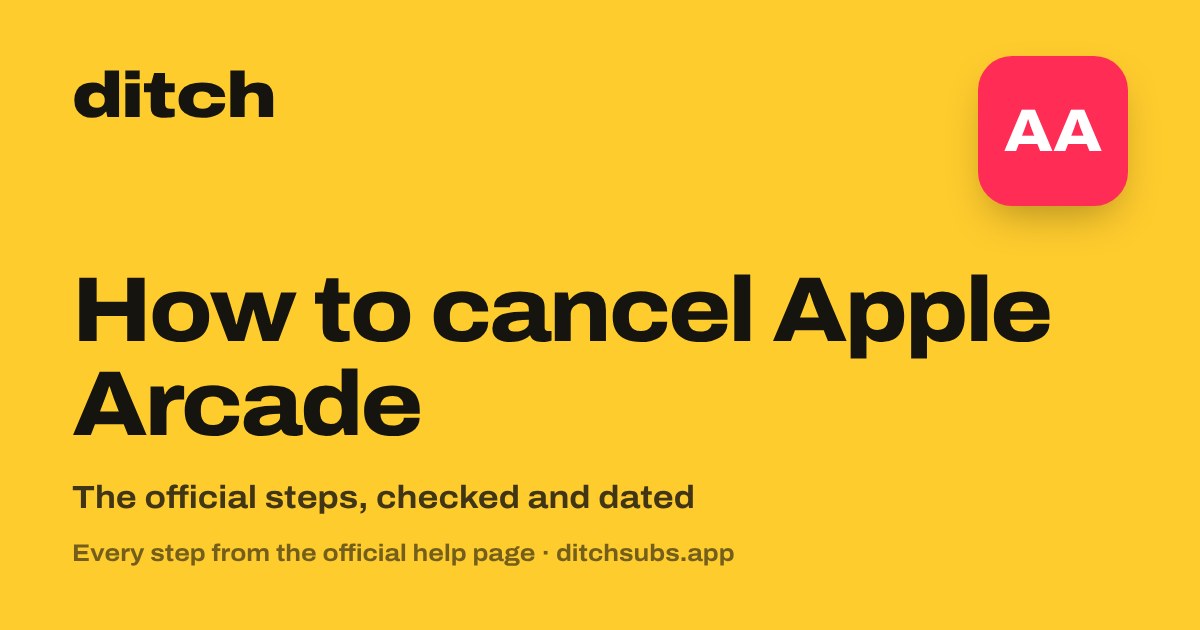 ditch
AA
How to cancel Apple
Arcade
The official steps, checked and dated
Every step from the official help page · ditchsubs.app